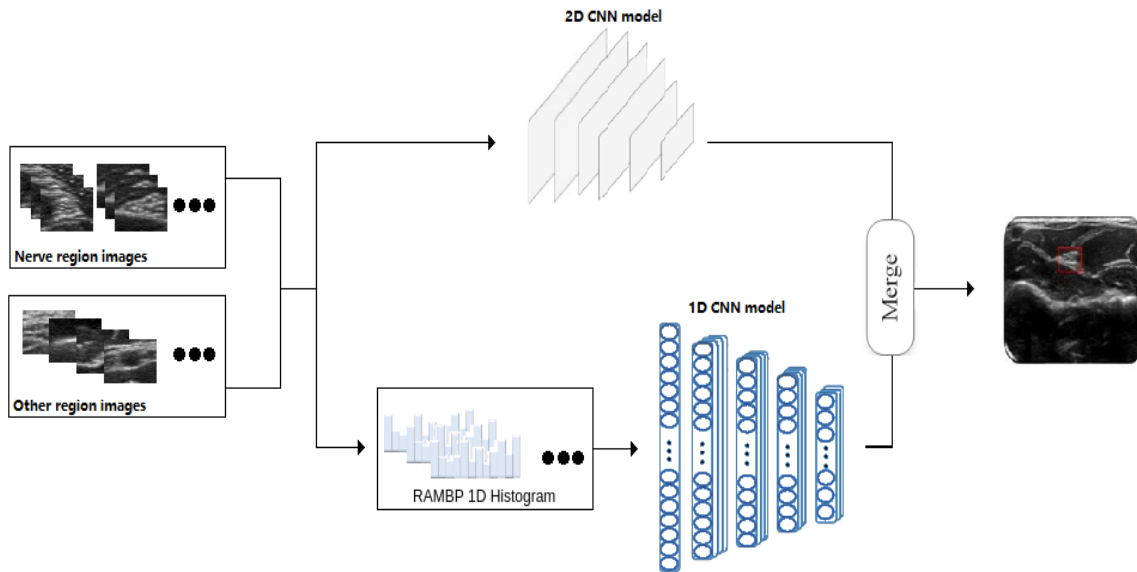 2D CNN model
Nerve region images
Other region images
RAMBP 1D Histogram
1D CNN model
Merge